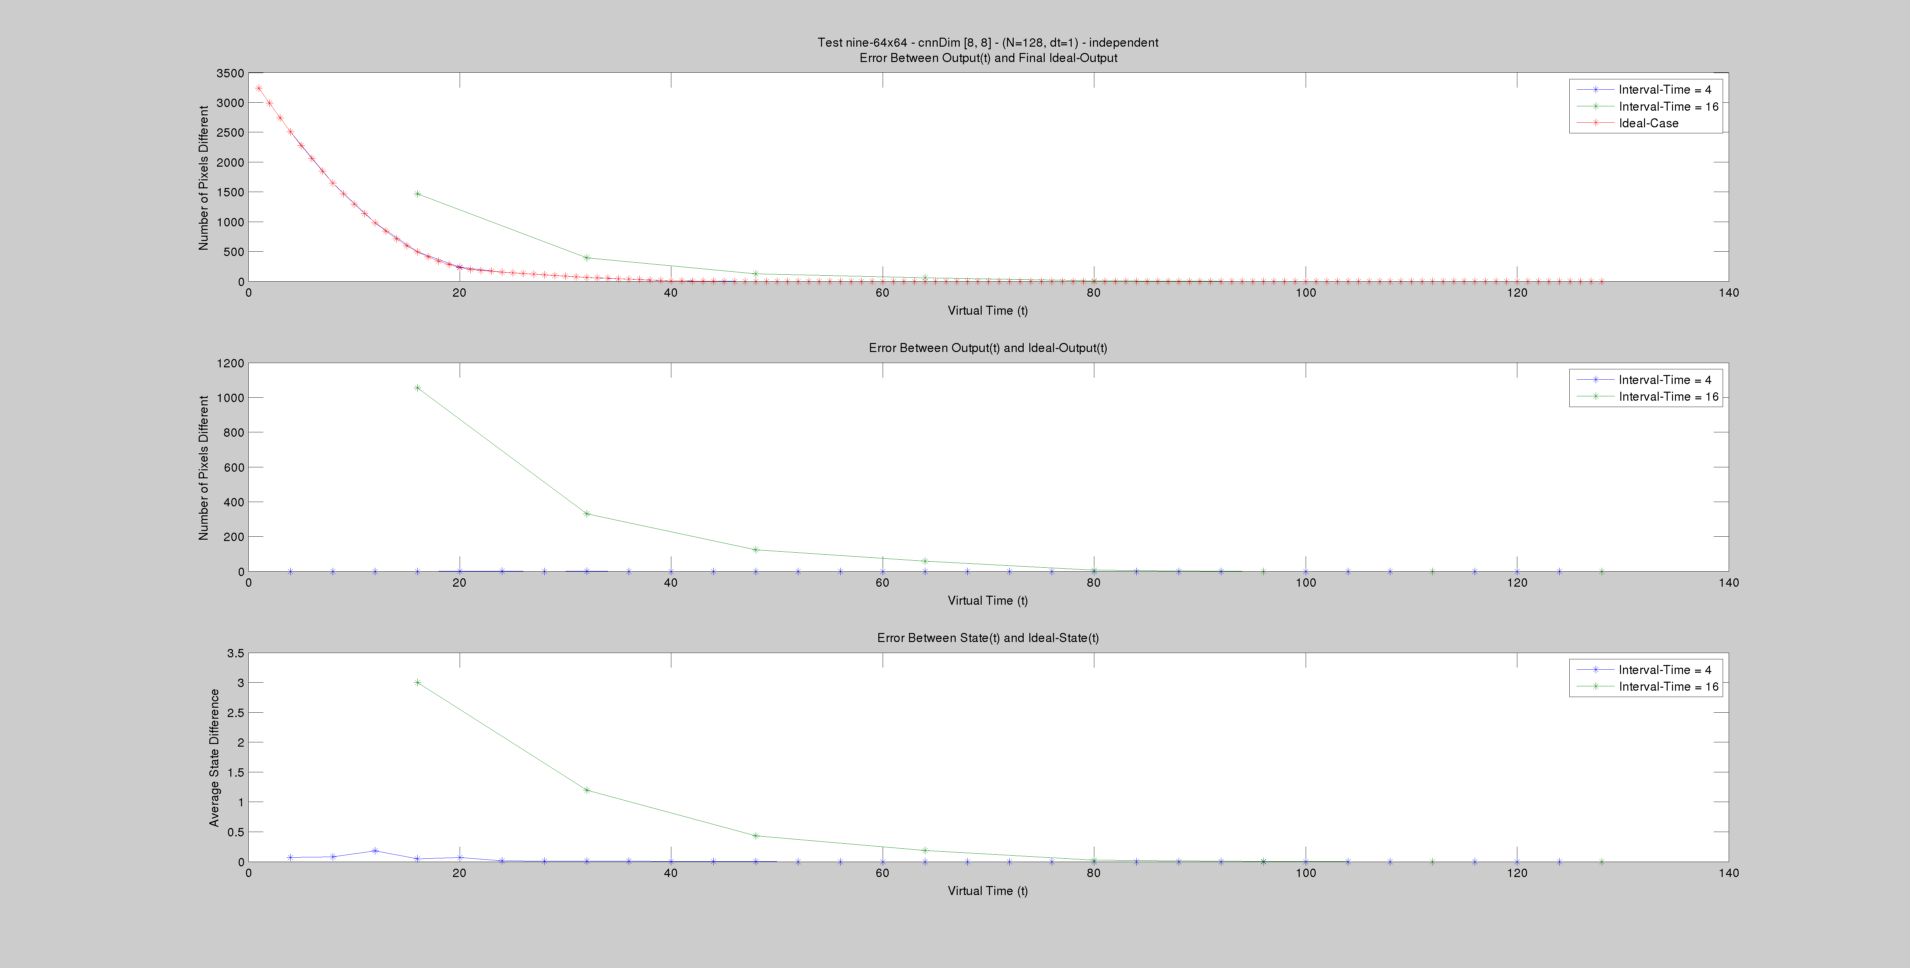 Test nine-64x64 - cnnDim [8, 8] - (N=128, dt=1) - independent
Error Between Output(t) and Final Ideal-Output
Number of Pixels Different
3500
3000
2500
2000
1500
1000
500
0
0 20 40 60 80 100 120 140
Virtual Time (t)
Interval-Time = 4
Interval-Time = 16
Ideal-Case
Error Between Output(t) and Ideal-Output(t)
Number of Pixels Different
1200
1000
800
600
400
200
0
0 20 40 60 80 100 120 140
Virtual Time (t)
Interval-Time = 4
Interval-Time = 16
Error Between State(t) and Ideal-State(t)
Average State Difference
3.5
3
2.5
2
1.5
1
0.5
0
0 20 40 60 80 100 120 140
Virtual Time (t)
Interval-Time = 4
Interval-Time = 16